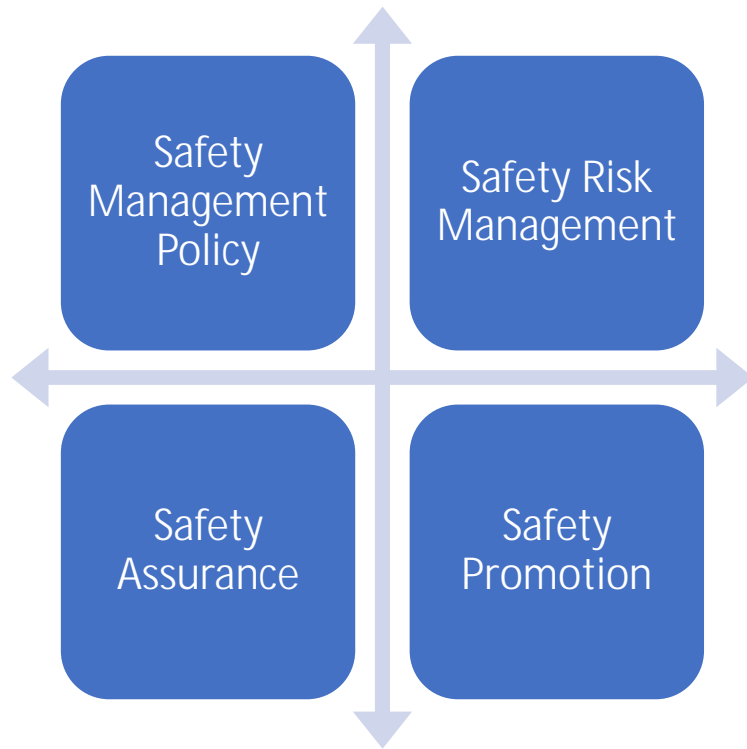 Safety
Management
Policy
Safety Risk
Management
Safety
Assurance
Safety
Promotion